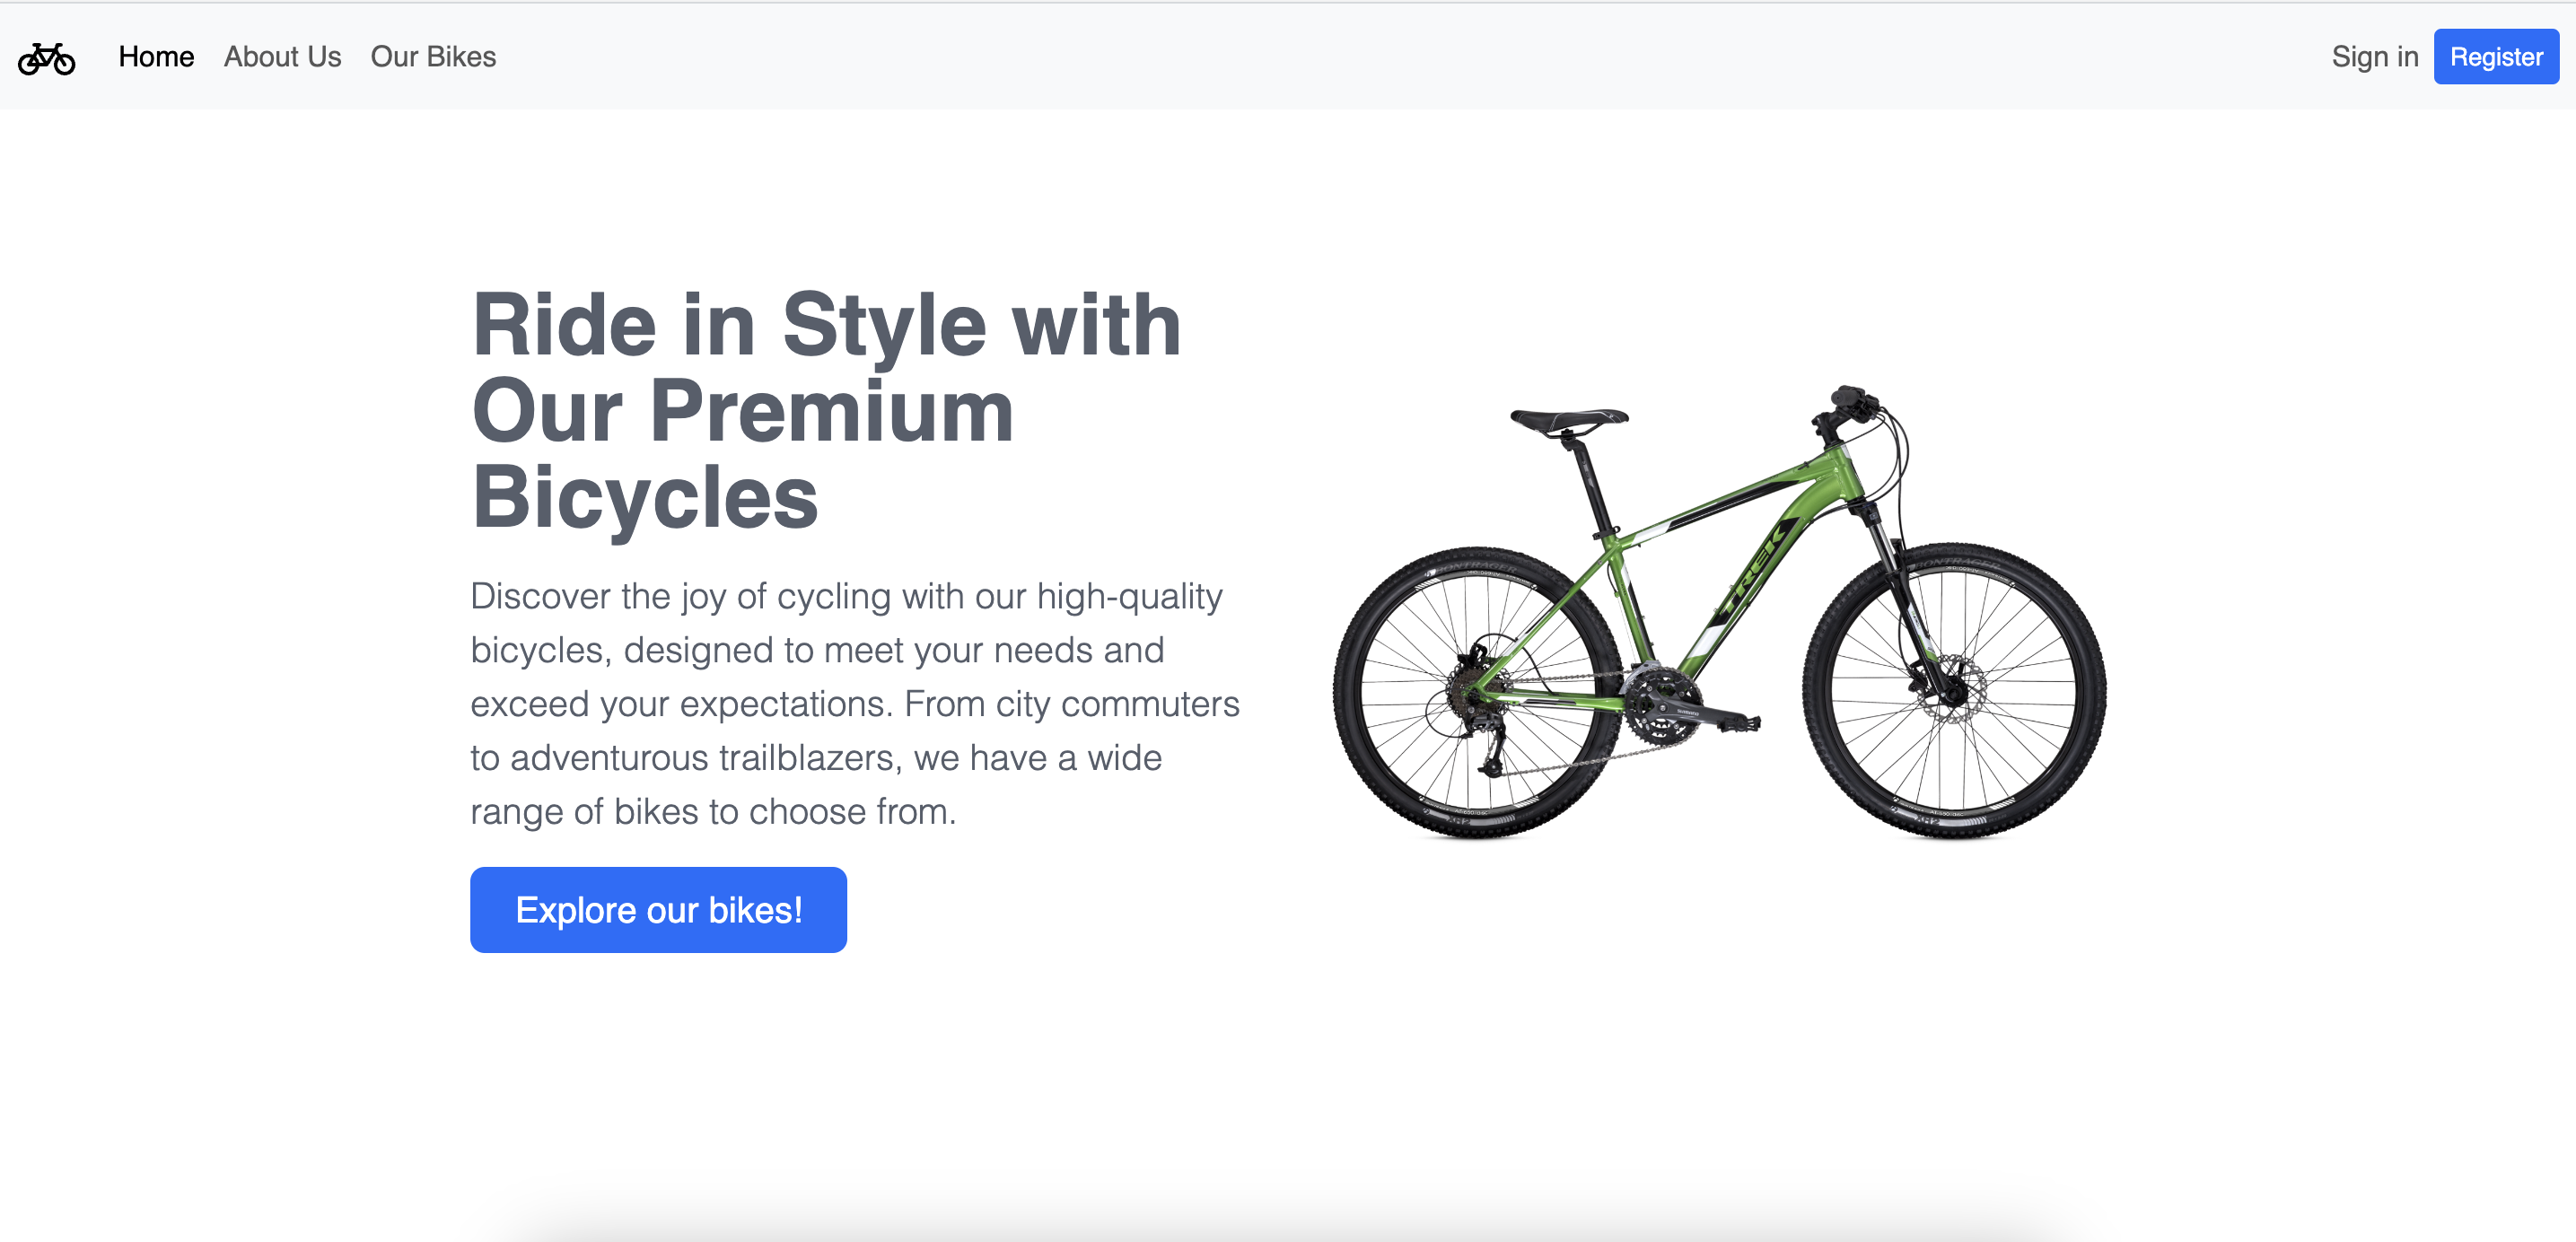 Home About Us Our Bikes Sign in Register
Ride in Style with
Our Premium
Bicycles
Discover the joy of cycling with our high-quality
bicycles, designed to meet your needs and
exceed your expectations. From city commuters
to adventurous trailblazers, we have a wide
range of bikes to choose from.
Explore our bikes!
TREK